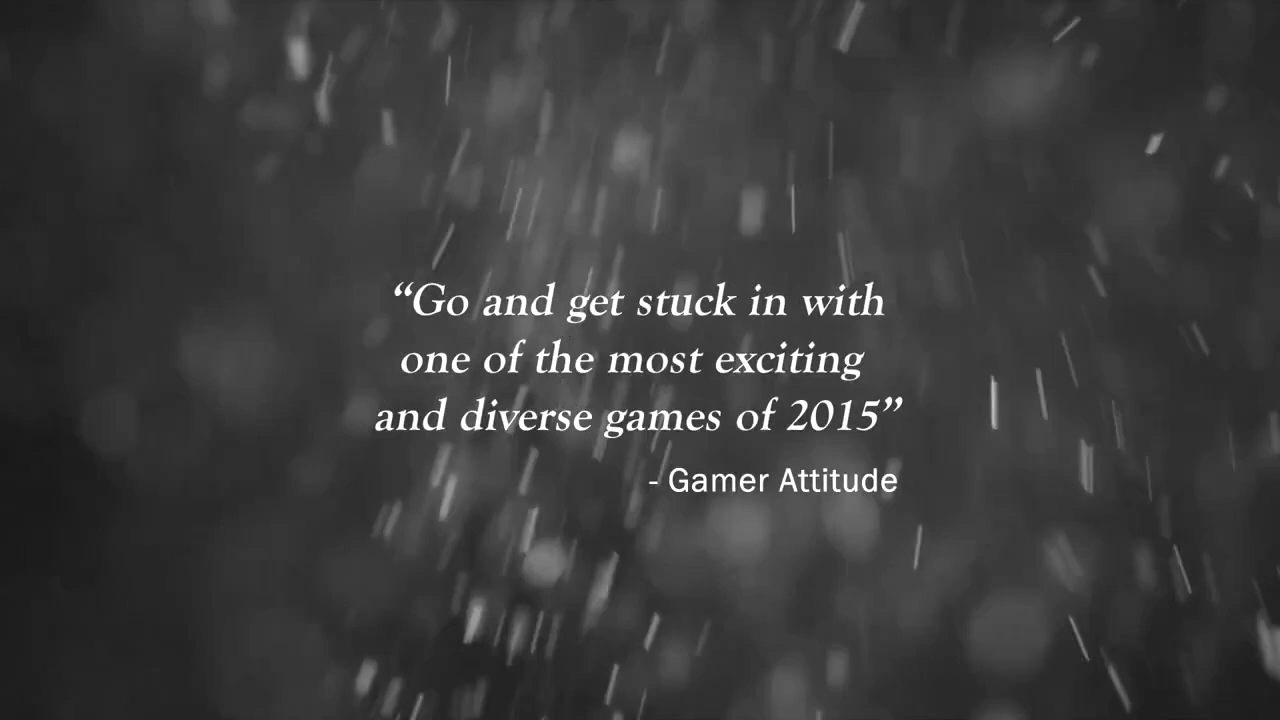 “Go and get stuck in with
one of the most exciting
and diverse games of 2015”
- Gamer Attitude